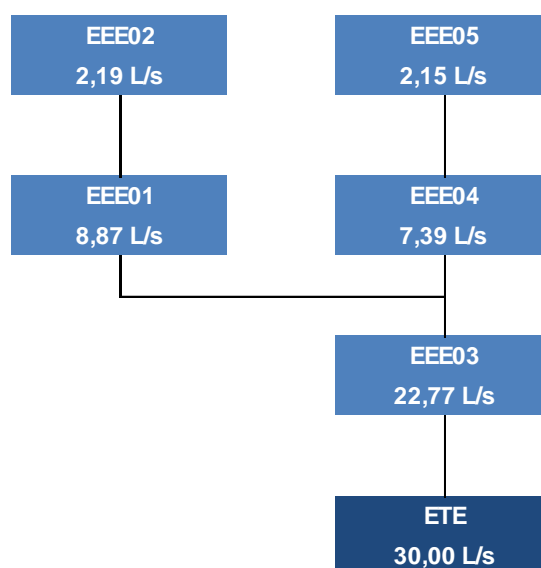 EEE02
2,19 L/s
EEE05
2,15 L/s
EEE01
8,87 L/s
EEE04
7,39 L/s
EEE03
22,77 L/s
ETE
30,00 L/s